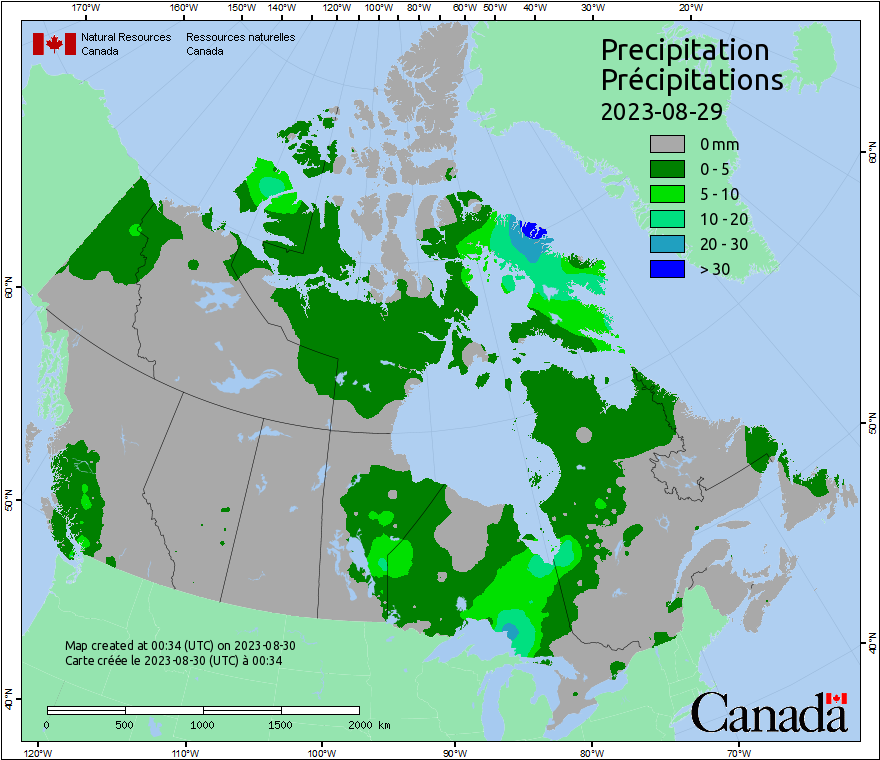 170°W 160°W 150°W 140°W 130°W 120°W 110°W 100°W 90°W 80°W 70°W 60°W 50°W 40°W 30°W 20°W
Natural Resources Canada
Ressources naturelles Canada
Precipitation
Précipitations
2023-08-29
0 mm
0 - 5
5 - 10
10 - 20
20 - 30
> 30
60°N
60°N
50°N
50°N
40°N
40°N
Map created at 00:34 (UTC) on 2023-08-30
Carte créée le 2023-08-30 (UTC) à 00:34
0 500 1000 1500 2000 km
Canada
120°W 110°W 100°W 90°W 80°W 70°W